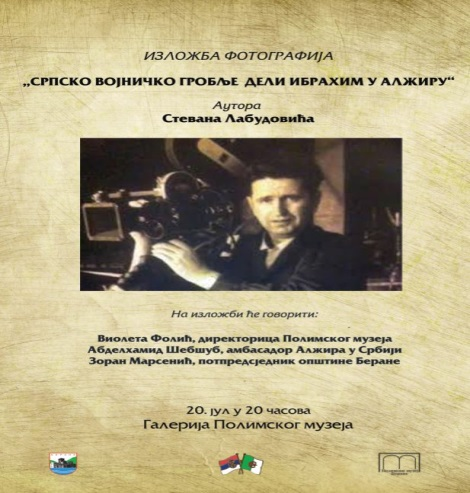 ИЗЛОЖБА ФОТОГРАФИЈА
„СРПСКО ВОЈНИЧКО ГРОБЉЕ ДЕЛИ ИБРАХИМ У АЛЖИРУ“
Аутора
Стевана Лабудовића
На изложби ће говорити:
Виолета Фолић, директорица Полимског музеја
Абделхамид Шебшуб, амбасадор Алжира у Србији
Зоран Марсенић, потпредсједник општине Беране
20. јул у 20 часова
Галерија Полимског музеја